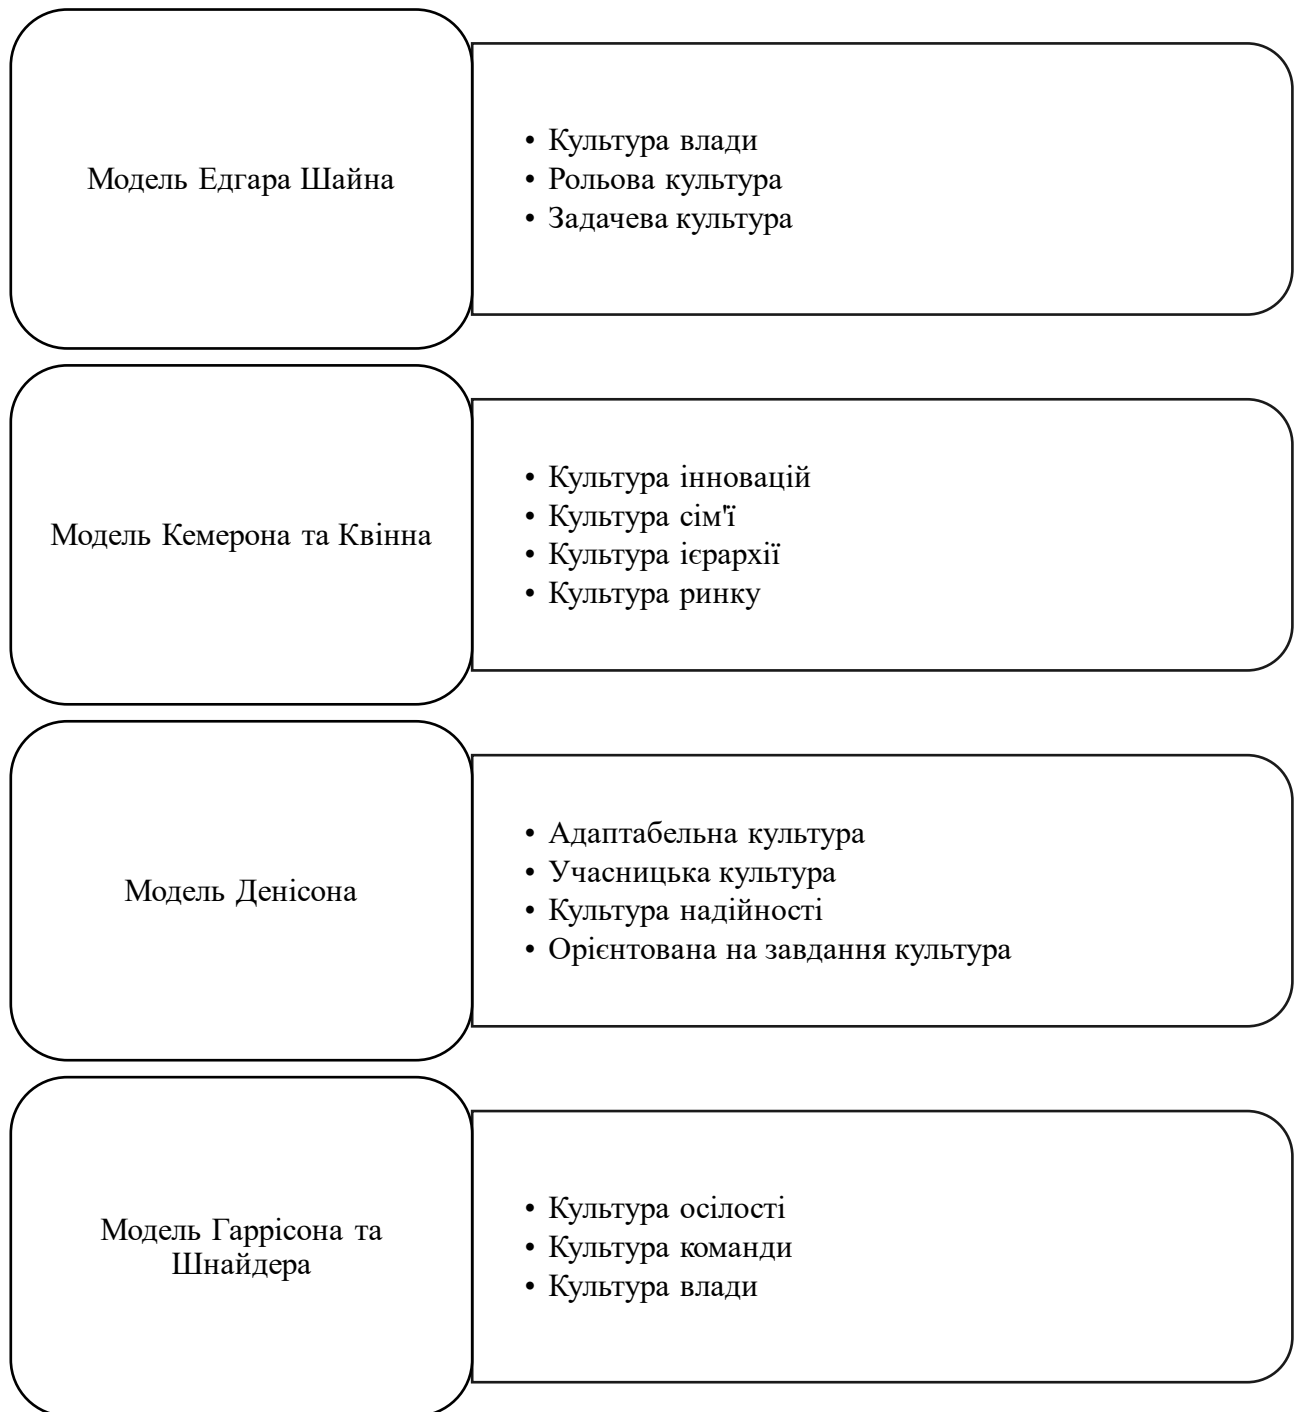 Модель Едгара Шайна
• Культура влади
• Рольова культура
• Задачева культура
Модель Кемерона та Квінна
• Культура інновацій
• Культура сім'ї
• Культура ієрархії
• Культура ринку
Модель Денісона
• Адаптабельна культура
• Учасницька культура
• Культура надійності
• Орієнтована на завдання культура
Модель Гаррісона та
Шнайдера
• Культура осілості
• Культура команди
• Культура влади